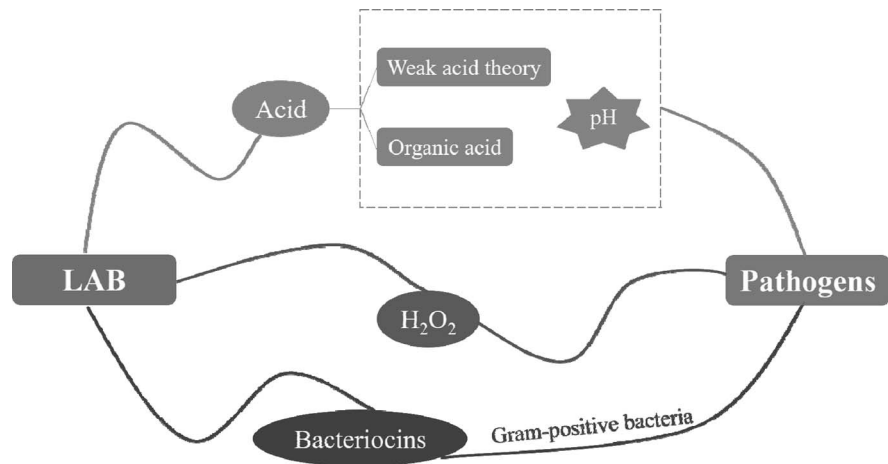 Weak acid theory
Acid
pH
Organic acid
LAB
Pathogens
H₂O₂
Gram-positive bacteria
Bacteriocins